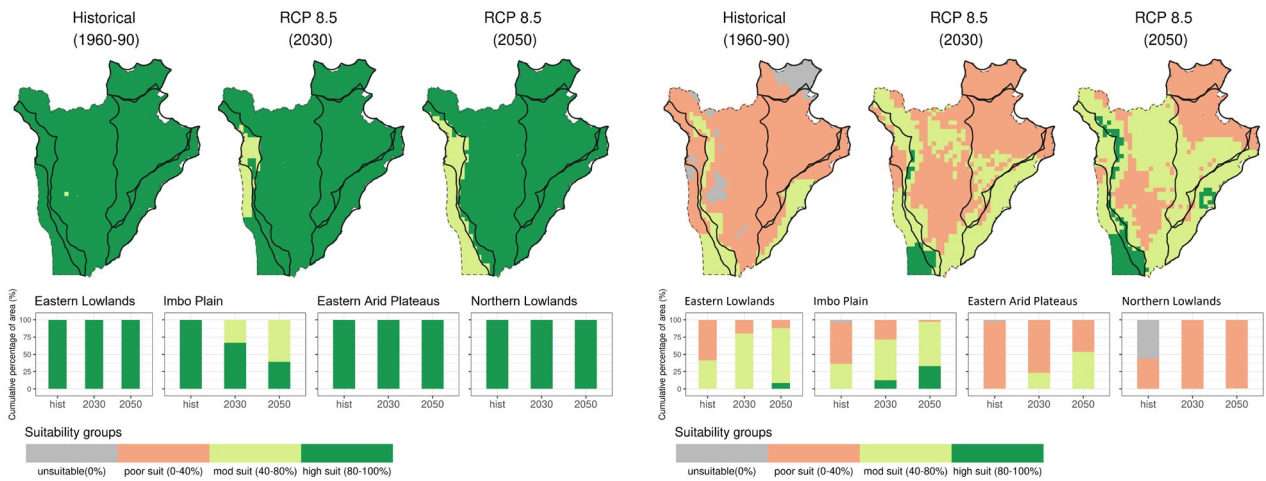 Historical
(1960-90)
RCP 8.5
(2030)
RCP 8.5
(2050)
Cumulative percentage of area (%)
Eastern Lowlands
Imbo Plain
Eastern Arid Plateaus
Northern Lowlands
100
75
50
25
0
hist 2030 2050
hist 2030 2050
hist 2030 2050
hist 2030 2050
Suitability groups
unsuitable(0%)
poor suit (0-40%)
mod suit (40-80%)
high suit (80-100%)
Historical
(1960-90)
RCP 8.5
(2030)
RCP 8.5
(2050)
Cumulative percentage of area (%)
Eastern Lowlands
Imbo Plain
Eastern Arid Plateaus
Northern Lowlands
100
75
50
25
0
hist 2030 2050
hist 2030 2050
hist 2030 2050
hist 2030 2050
Suitability groups
unsuitable(0%)
poor suit (0-40%)
mod suit (40-80%)
high suit (80-100%)